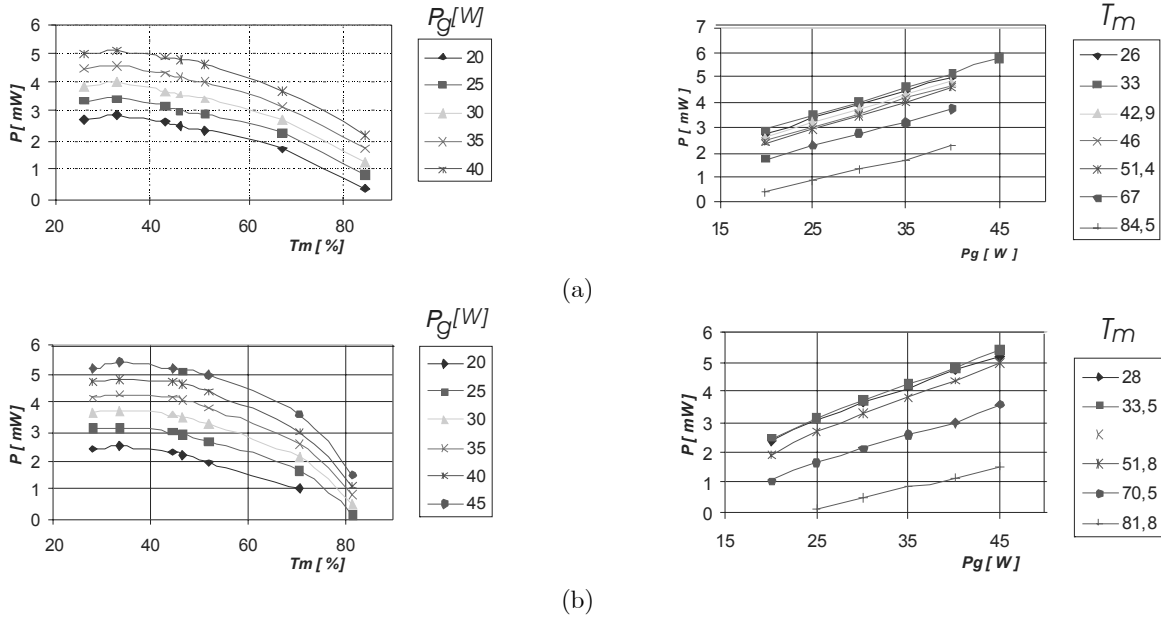 P [ mW]
6
5
4
3
2
1
0
20 40 60 80
Tm [ %]
Pg[W]
20
25
30
35
40
P [ mW]
7
6
5
4
3
2
1
0
15 25 35 45
Pg [ W ]
Tm
26
33
42,9
46
51,4
67
84,5
(a)
P [ mW]
6
5
4
3
2
1
0
20 40 60 80
Tm [ %]
Pg[W]
20
25
30
35
40
45
P [ mW]
6
5
4
3
2
1
0
15 25 35 45
Pg [ W ]
Tm
28
33,5
51,8
70,5
81,8
(b)